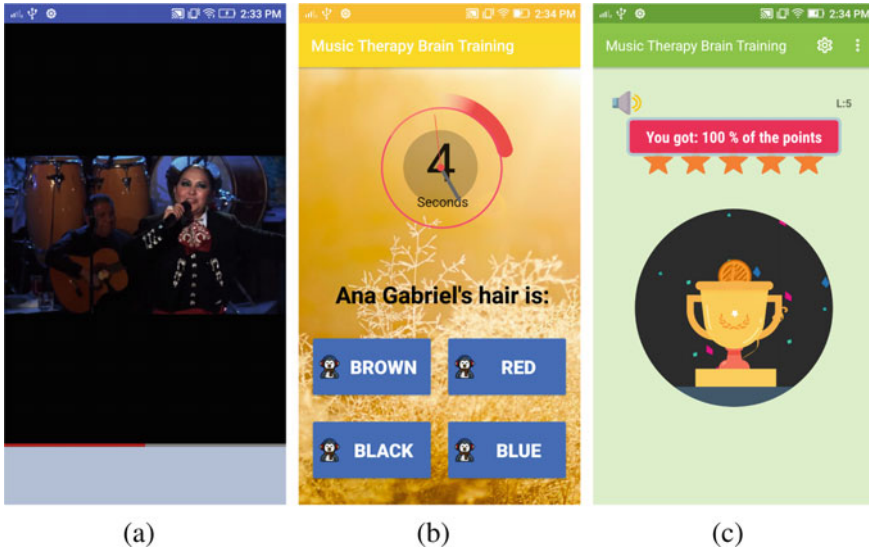 2:33 PM
2:34 PM
Music Therapy Brain Training
4
Seconds
Ana Gabriel's hair is:
BROWN
RED
BLACK
BLUE
2:34 PM
Music Therapy Brain Training
L:5
You got: 100 % of the points
(a)
(b)
(c)